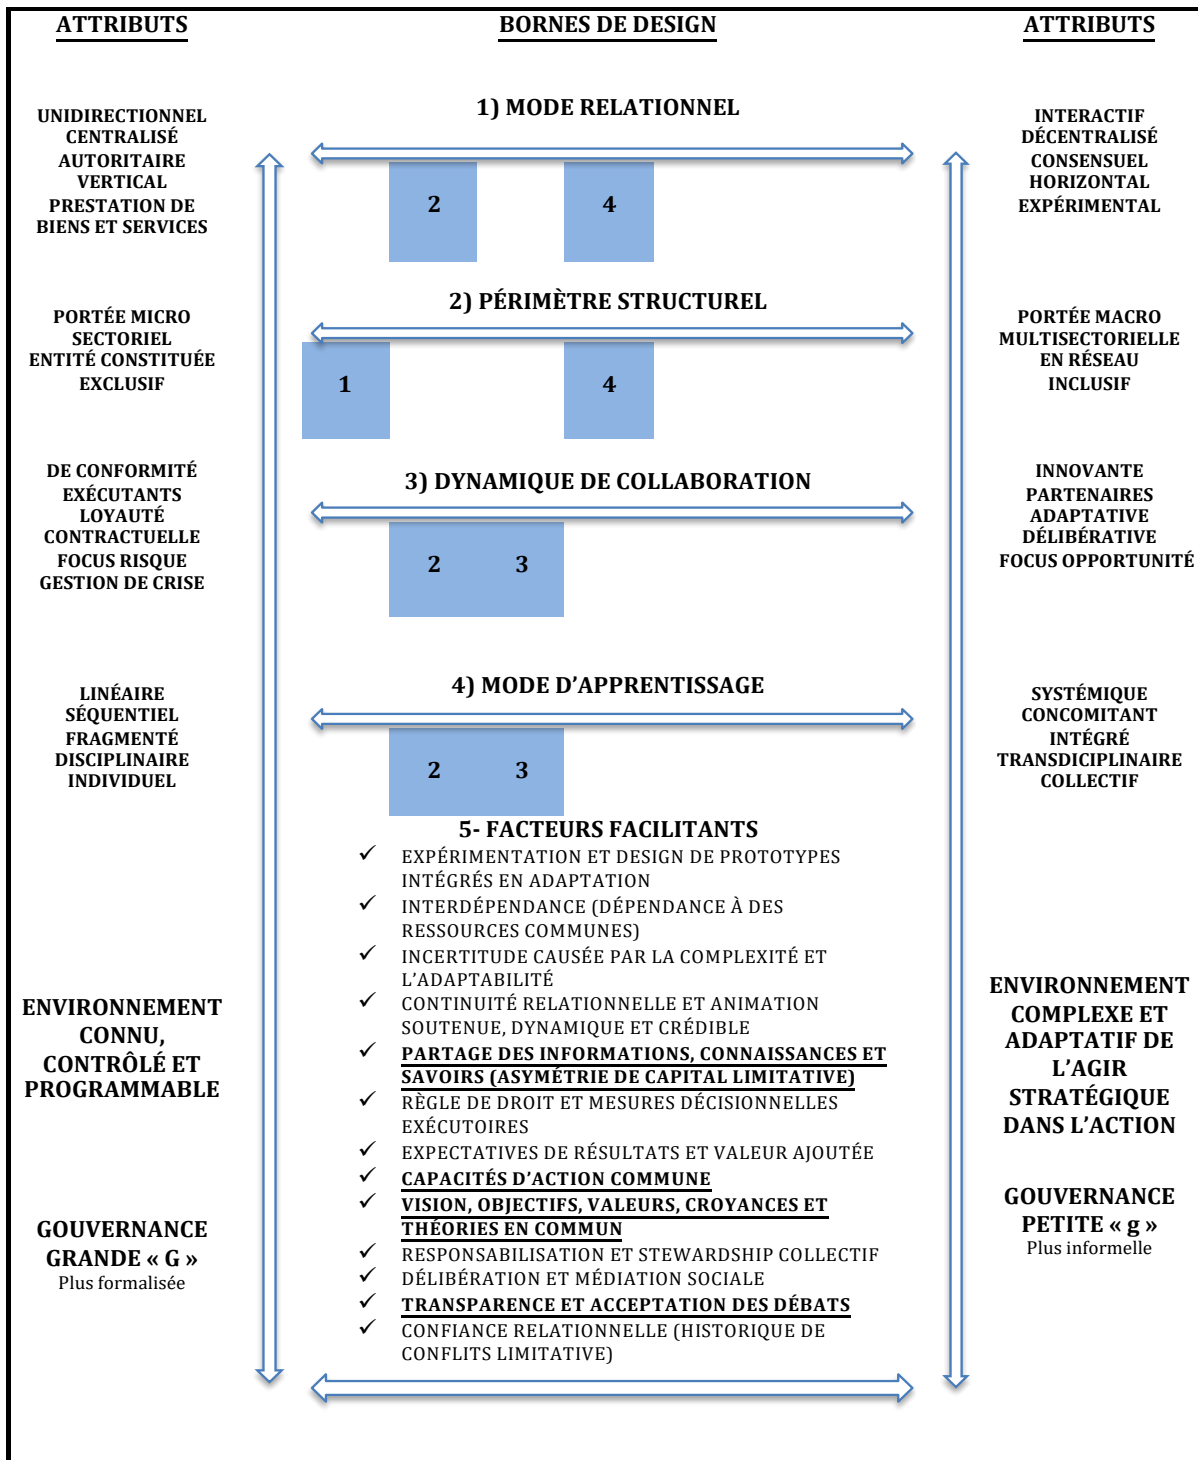 ATTRIBUTS
BORNES DE DESIGN
ATTRIBUTS
1) MODE RELATIONNEL
UNIDIRECTIONNEL
CENTRALISÉ
AUTORITAIRE
VERTICAL
PRESTATION DE
BIENS ET SERVICES
2 4
INTERACTIF
DÉCENTRALISÉ
CONSENSUEL
HORIZONTAL
EXPÉRIMENTAL
2) PÉRIMÈTRE STRUCTUREL
PORTÉE MICRO
SECTORIEL
ENTITÉ CONSTITUÉE
EXCLUSIF
1 4
PORTÉE MACRO
MULTISECTORIELLE
EN RÉSEAU
INCLUSIF
3) DYNAMIQUE DE COLLABORATION
DE CONFORMITÉ
EXÉCUTANTS
LOYAUTÉ
CONTRACTUELLE
FOCUS RISQUE
GESTION DE CRISE
2 3
INNOVANTE
PARTENAIRES
ADAPTATIVE
DÉLIBÉRATIVE
FOCUS OPPORTUNITÉ
4) MODE D’APPRENTISSAGE
LINÉAIRE
SÉQUENTIEL
FRAGMENTÉ
DISCIPLINAIRE
INDIVIDUEL
2 3
SYSTÉMIQUE
CONCOMITANT
INTÉGRÉ
TRANSDICIPLINAIRE
COLLECTIF
5- FACTEURS FACILITANTS
✓ EXPÉRIMENTATION ET DESIGN DE PROTOTYPES
INTÉGRÉS EN ADAPTATION
✓ INTERDÉPENDANCE (DÉPENDANCE À DES
RESSOURCES COMMUNES)
✓ INCERTITUDE CAUSÉE PAR LA COMPLEXITÉ ET
L’ADAPTABILITÉ
✓ CONTINUITÉ RELATIONNELLE ET ANIMATION
SOUTENUE, DYNAMIQUE ET CRÉDIBLE
✓ PARTAGE DES INFORMATIONS, CONNAISSANCES ET
SAVOIRS (ASYMÉTRIE DE CAPITAL LIMITATIVE)
✓ RÈGLE DE DROIT ET MESURES DÉCISIONNELLES
EXÉCUTOIRES
✓ EXPECTATIVES DE RÉSULTATS ET VALEUR AJOUTÉE
✓ CAPACITÉS D’ACTION COMMUNE
✓ VISION, OBJECTIFS, VALEURS, CROYANCES ET
THÉORIES EN COMMUN
✓ RESPONSABILISATION ET STEWARDSHIP COLLECTIF
✓ DÉLIBÉRATION ET MÉDIATION SOCIALE
✓ TRANSPARENCE ET ACCEPTATION DES DÉBATS
✓ CONFIANCE RELATIONNELLE (HISTORIQUE DE
CONFLITS LIMITATIVE)
ENVIRONNEMENT
CONNU,
CONTRÔLÉ ET
PROGRAMMABLE
GOUVERNANCE
GRANDE « G »
Plus formalisée
ENVIRONNEMENT
COMPLEXE ET
ADAPTATIF DE
L’AGIR
STRATÉGIQUE
DANS L’ACTION
GOUVERNANCE
PETITE « g »
Plus informelle